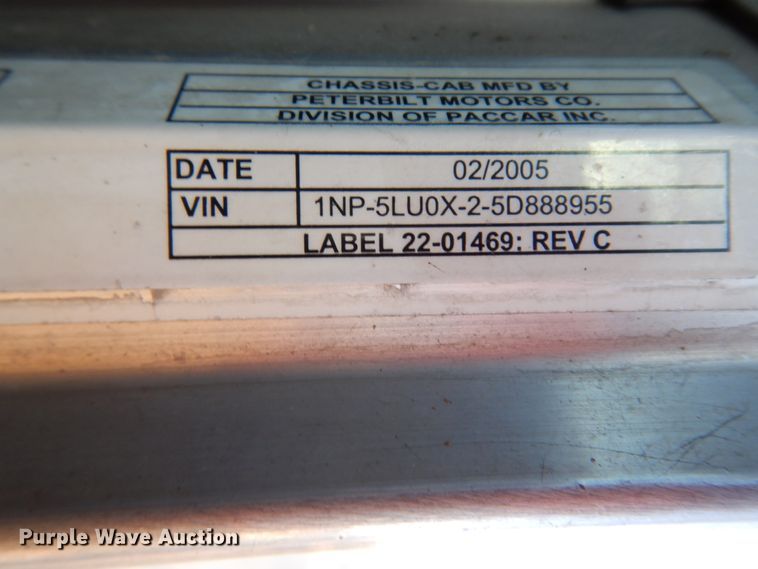 CHASSIS-CAB MFD BY
PETERBILT MOTORS CO.
DIVISION OF PACCAR INC.
DATE 02/2005
VIN 1NP-5LU0X-2-5D888955
LABEL 22-01469: REV C
Purple Wave Auction